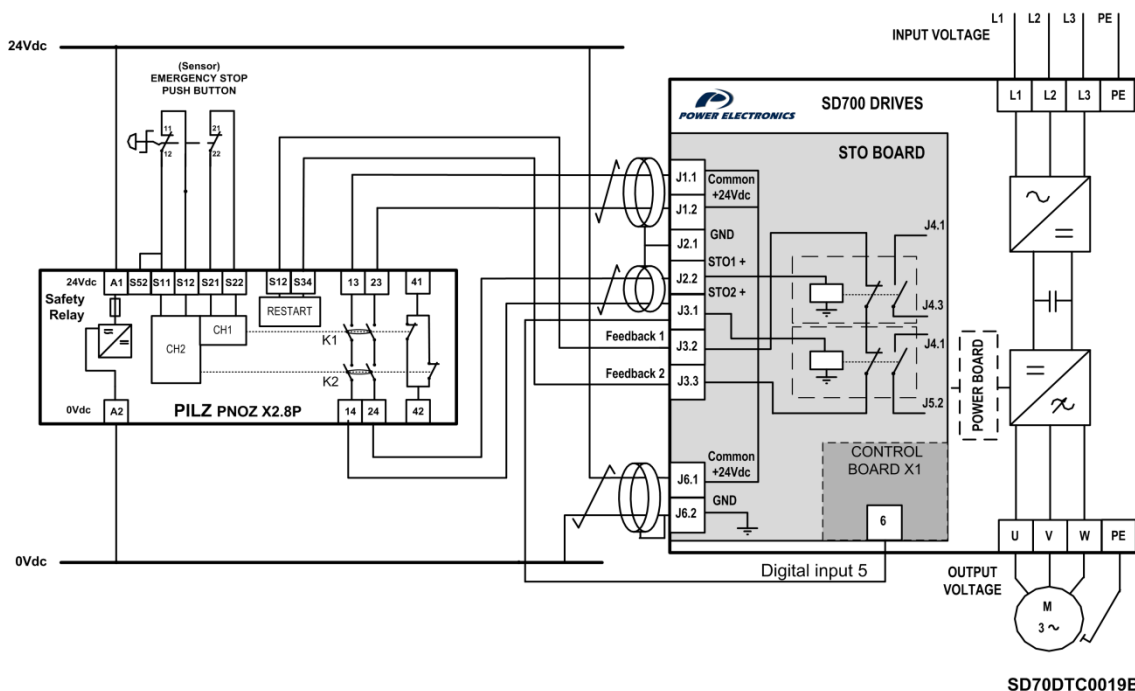 L1 L2 L3 PE
INPUT VOLTAGE
24Vdc
(Sensor)
EMERGENCY STOP
PUSH BUTTON
11
12
21
22
POWER ELECTRONICS
SD700 DRIVES
L1 L2 L3 PE
STO BOARD
J1.1 Common
+24Vdc
J1.2
J2.1 GND
J2.2 STO1 +
J3.1 STO2 +
J3.2 Feedback 1
J3.3 Feedback 2
J4.1
J4.3
J4.1
J5.2
24Vdc A1 S52 S11 S12 S21 S22 S12 S34 13 23 41
Safety
Relay
RESTART
CH1
CH2
K1
K2
0Vdc A2 PILZ PNOZ X2.8P 14 24 42
POWER BOARD
Common
+24Vdc
J6.1
GND
J6.2
CONTROL
BOARD X1
6
0Vdc
Digital input 5
U V W PE
OUTPUT
VOLTAGE
M
3 ~
SD70DTC0019E